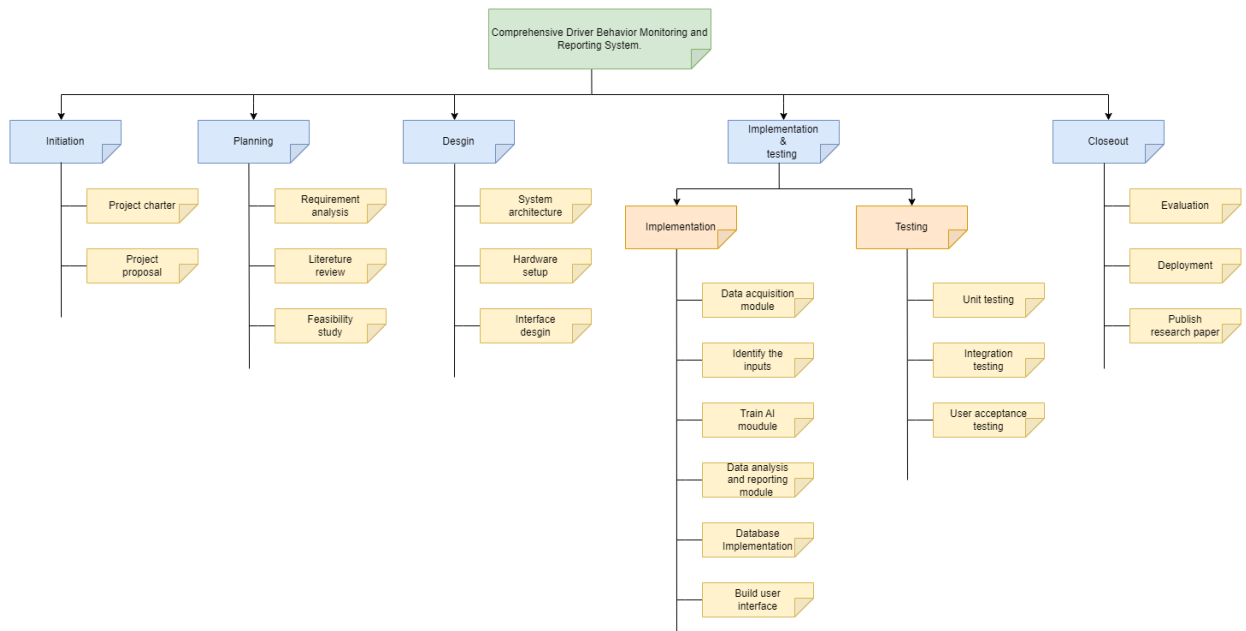 Comprehensive Driver Behavior Monitoring and
Reporting System.
Initiation
Planning
Desgin
Implementation
&
testing
Closeout
Project charter
Project
proposal
Requirement
analysis
Litereture
review
Feasibility
study
System
architecture
Hardware
setup
Interface
desgin
Implementation
Data acquisition
module
Identify the
inputs
Train AI
moudule
Data analysis
and reporting
module
Database
Implementation
Build user
interface
Testing
Unit testing
Integration
testing
User acceptance
testing
Evaluation
Deployment
Publish
research paper